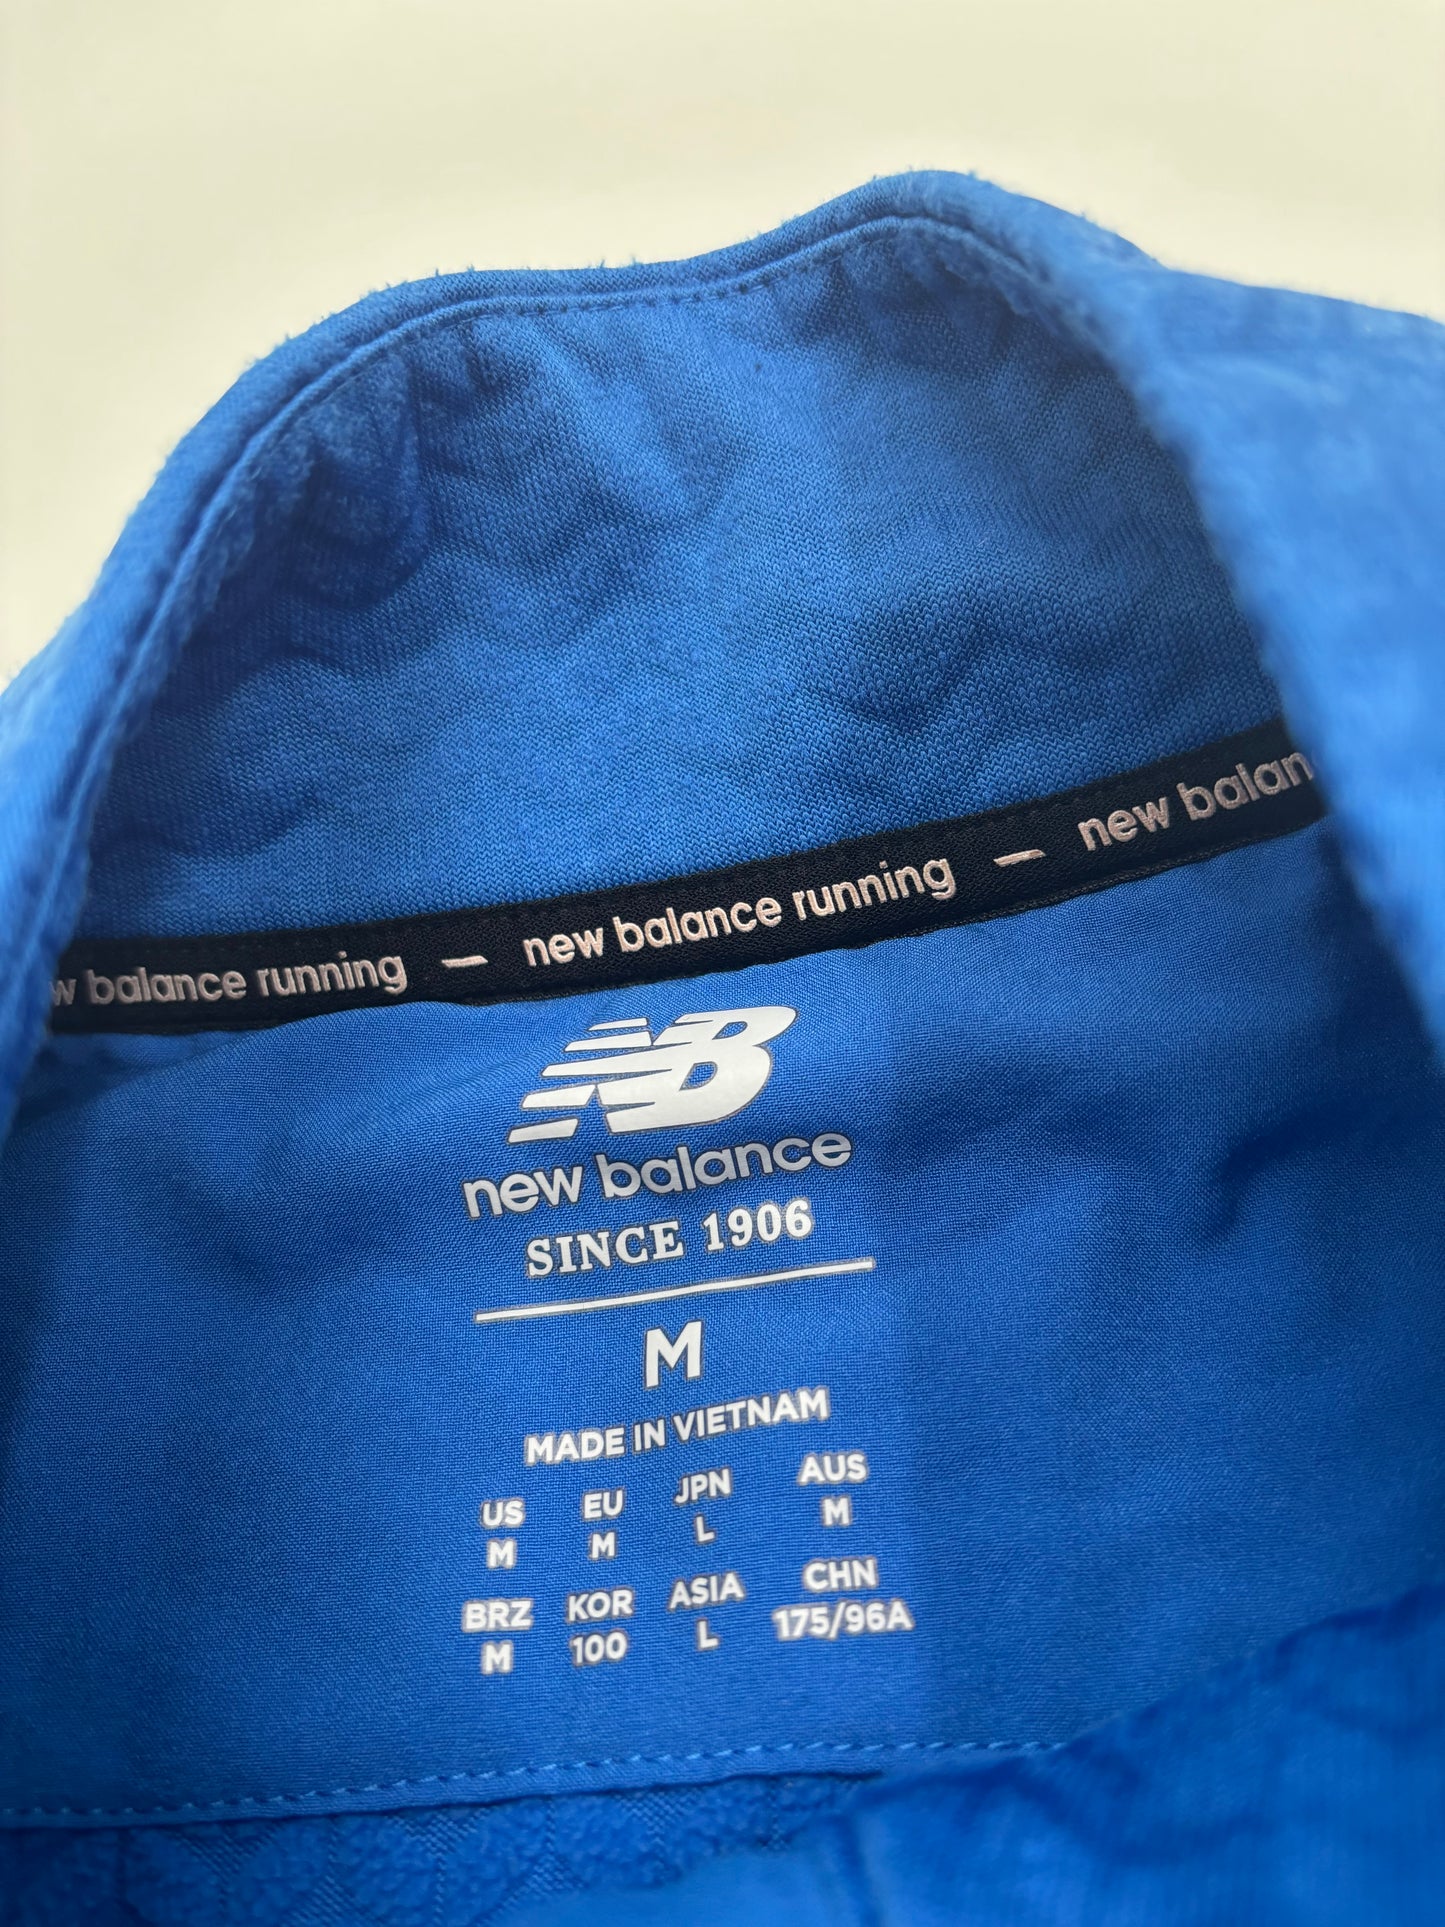 w balance running — new balance running — new balan
NB
new balance
SINCE 1906
M
MADE IN VIETNAM
US EU JPN AUS
M M L M
BRZ KOR ASIA CHN
M 100 L 175/96A